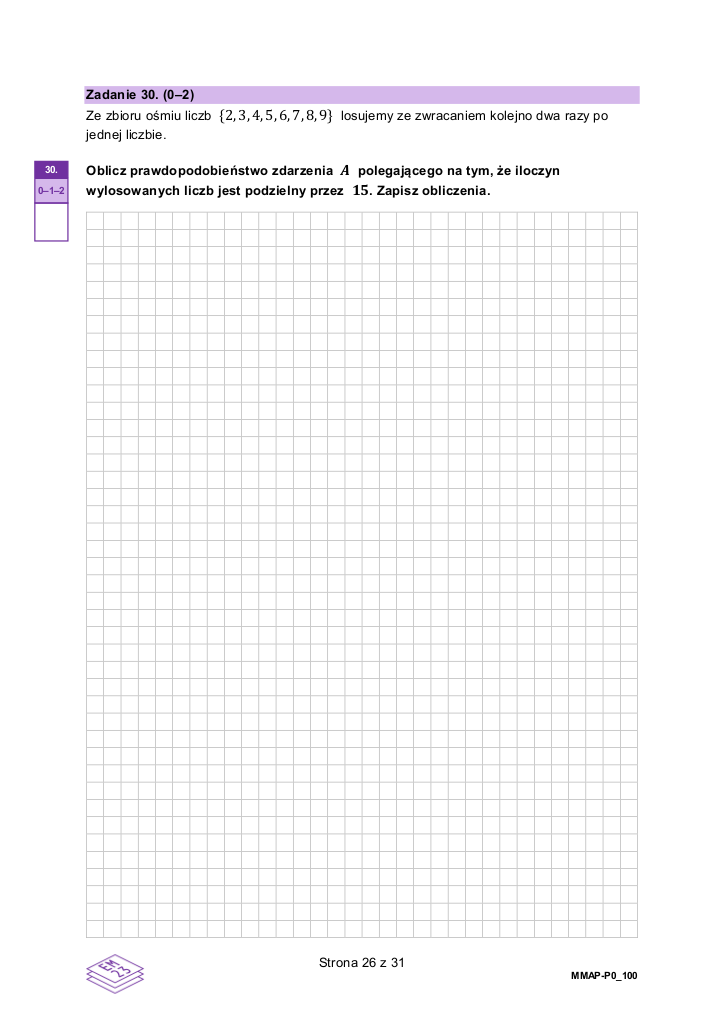 Zadanie 30. (0–2)
Ze zbioru ośmiu liczb {2, 3, 4, 5, 6, 7, 8, 9} losujemy ze zwracaniem kolejno dwa razy po
jednej liczbie.
30.
0–1–2
Oblicz prawdopodobieństwo zdarzenia A polegającego na tym, że iloczyn
wylosowanych liczb jest podzielny przez 15. Zapisz obliczenia.
EM
23
Strona 26 z 31
MMAP-P0_100